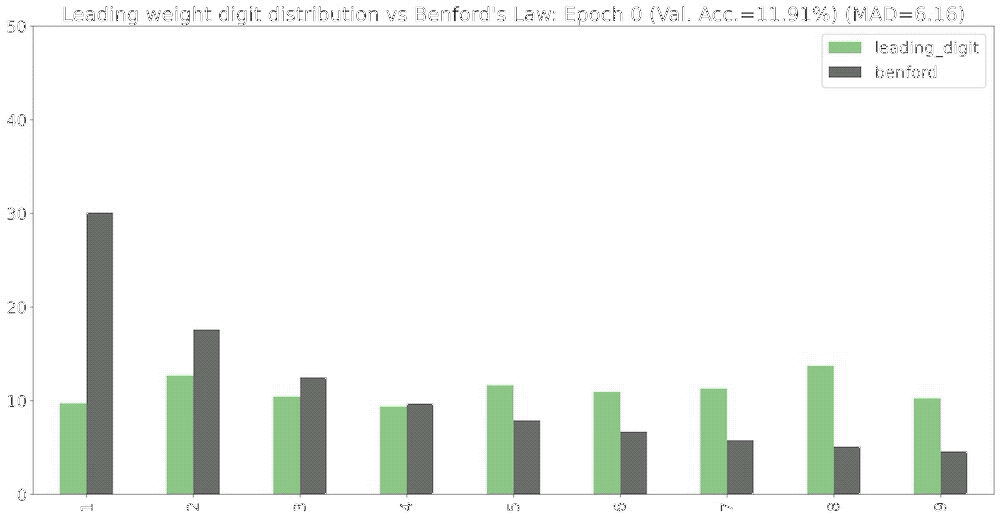 Leading weight digit distribution vs Benford's Law: Epoch 0 (Val. Acc.=11.91%) (MAD=6.16)
50
leading_digit
benford
40
30
20
10
0
1 2 3 4 5 6 7 8 9